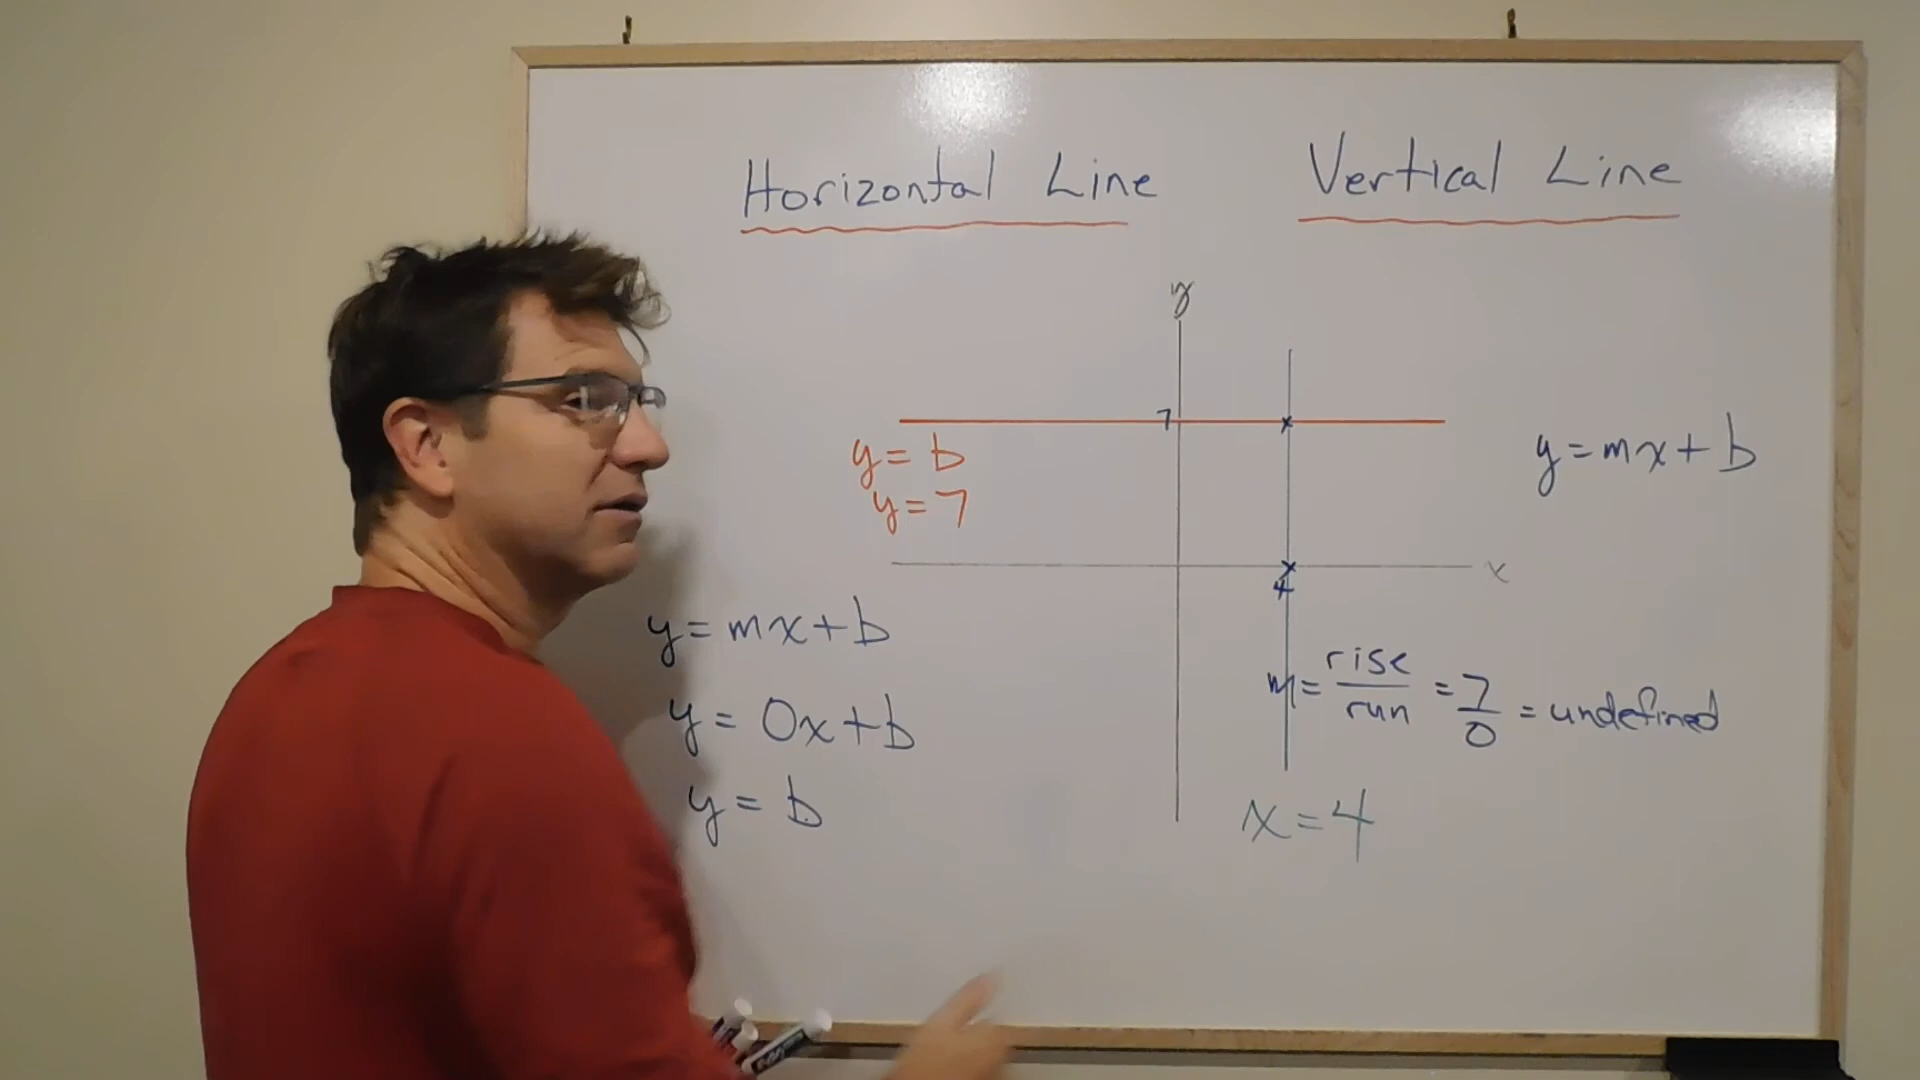 Horizontal Line
Vertical Line
y
7
y = b
y = 7
y = mx + b
x
4
y = mx + b
y = 0x + b
y = b
m = rise/run = 7/0 = undefined
x = 4